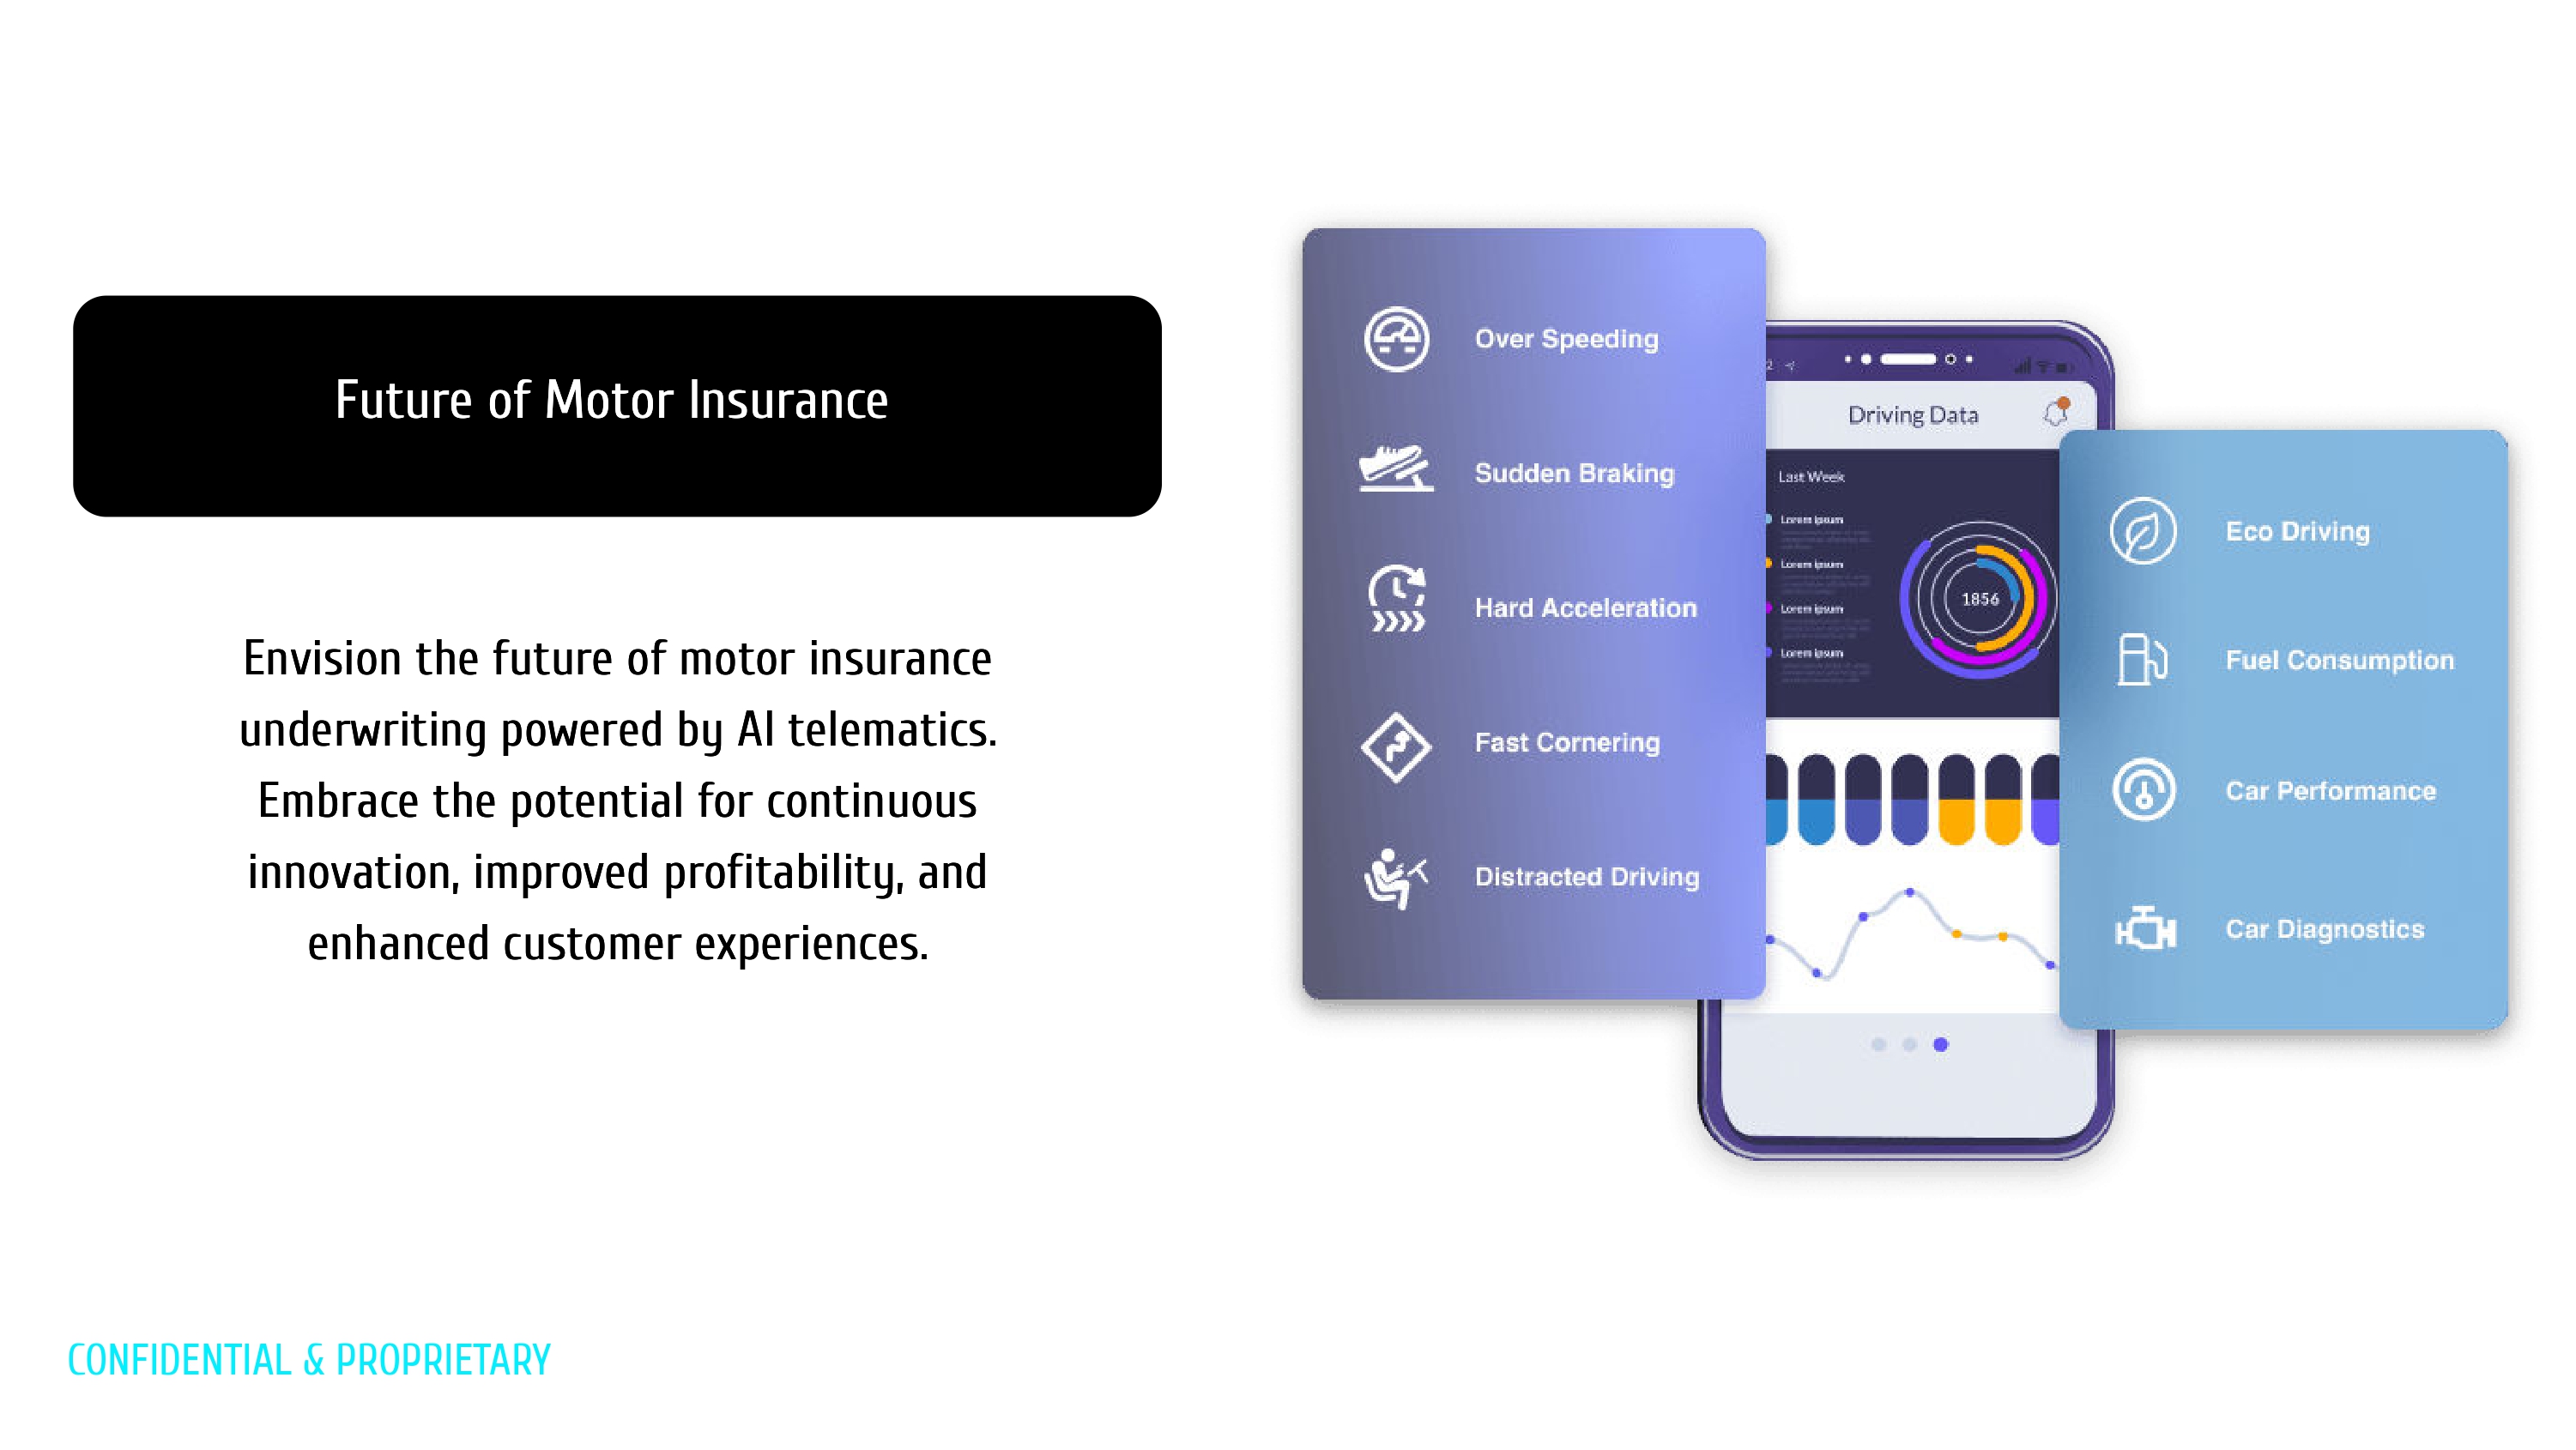 Future of Motor Insurance
Envision the future of motor insurance
underwriting powered by AI telematics.
Embrace the potential for continuous
innovation, improved profitability, and
enhanced customer experiences.
Over Speeding
Sudden Braking
Hard Acceleration
Fast Cornering
Distracted Driving
2
Driving Data
Last Week
Lorem ipsum
Lorem ipsum
Lorem ipsum
Lorem ipsum
1856
Eco Driving
Fuel Consumption
Car Performance
Car Diagnostics
CONFIDENTIAL & PROPRIETARY